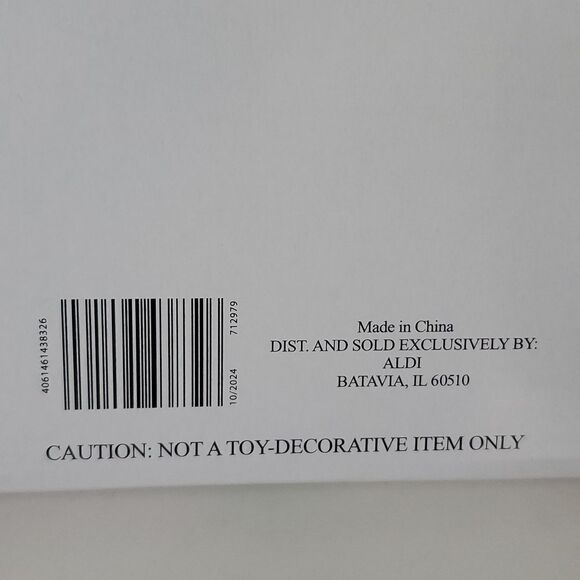 4061461438326
10/2024 712979
Made in China
DIST. AND SOLD EXCLUSIVELY BY:
ALDI
BATAVIA, IL 60510
CAUTION: NOT A TOY-DECORATIVE ITEM ONLY